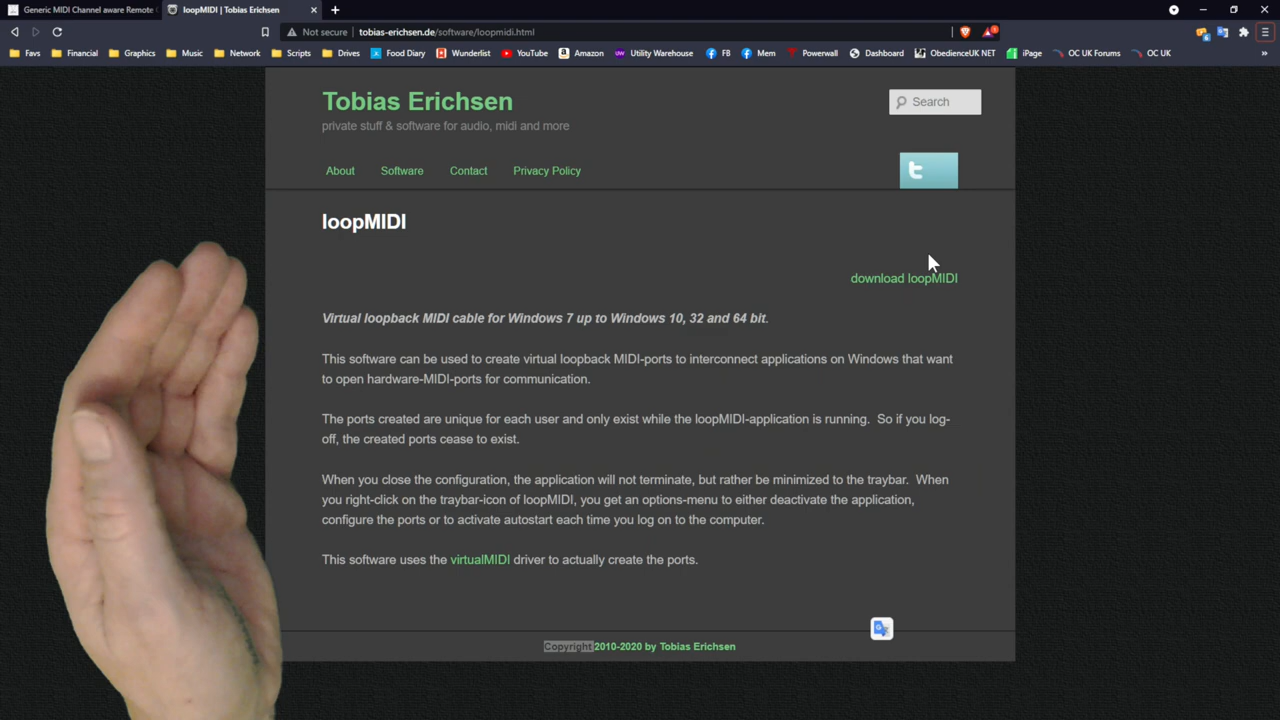 Generic MIDI Channel aware Remote
loopMIDI | Tobias Erichsen
Not secure | tobias-erichsen.de/software/loopmidi.html
Favs Financial Graphics Music Network Scripts Drives Food Diary Wunderlist YouTube Amazon Utility Warehouse FB Mem Powerwall Dashboard ObedienceUK NET iPage OC UK Forums OC UK
Tobias Erichsen
private stuff & software for audio, midi and more
Search
About Software Contact Privacy Policy
loopMIDI
download loopMIDI
Virtual loopback MIDI cable for Windows 7 up to Windows 10, 32 and 64 bit.
This software can be used to create virtual loopback MIDI-ports to interconnect applications on Windows that want
to open hardware-MIDI-ports for communication.
The ports created are unique for each user and only exist while the loopMIDI-application is running. So if you log-
off, the created ports cease to exist.
When you close the configuration, the application will not terminate, but rather be minimized to the traybar. When
you right-click on the traybar-icon of loopMIDI, you get an options-menu to either deactivate the application,
configure the ports or to activate autostart each time you log on to the computer.
This software uses the virtualMIDI driver to actually create the ports.
Copyright 2010-2020 by Tobias Erichsen